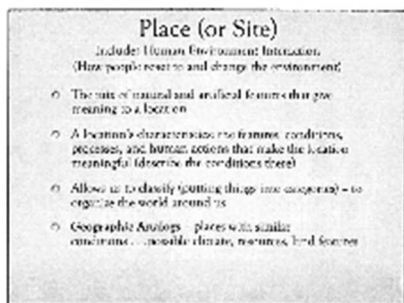 Place (or Site)
Includes Human Environment Interaction
(How people react to and change the environment)
The mix of natural and artificial features that give
meaning to a location
A location's characteristics: the features, conditions,
processes, and human actions that make the location
meaningful (describe the conditions there)
Allows us to classify (putting things into categories) – to
organize the world around us
Geographic Analogs – places with similar
conditions . . . possible climate, resources, land features